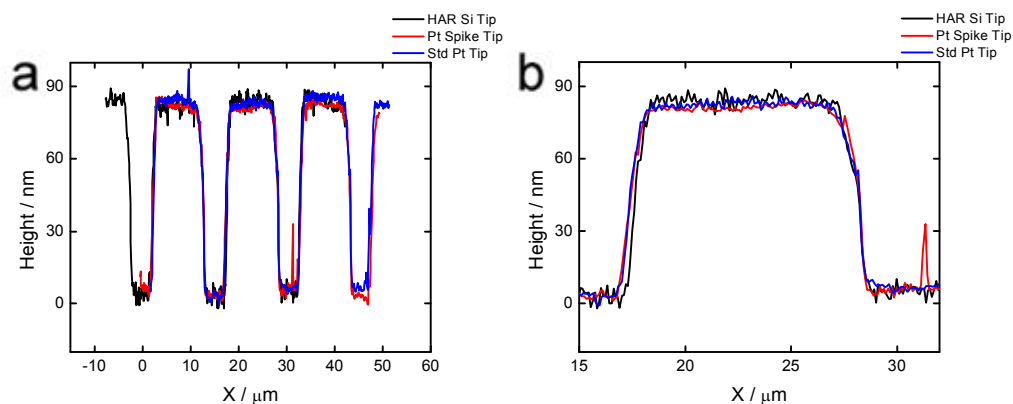 HAR Si Tip
Pt Spike Tip
Std Pt Tip
a
90
60
30
0
Height / nm
-10 0 10 20 30 40 50 60
X / μm
HAR Si Tip
Pt Spike Tip
Std Pt Tip
b
90
60
30
0
Height / nm
15 20 25 30
X / μm